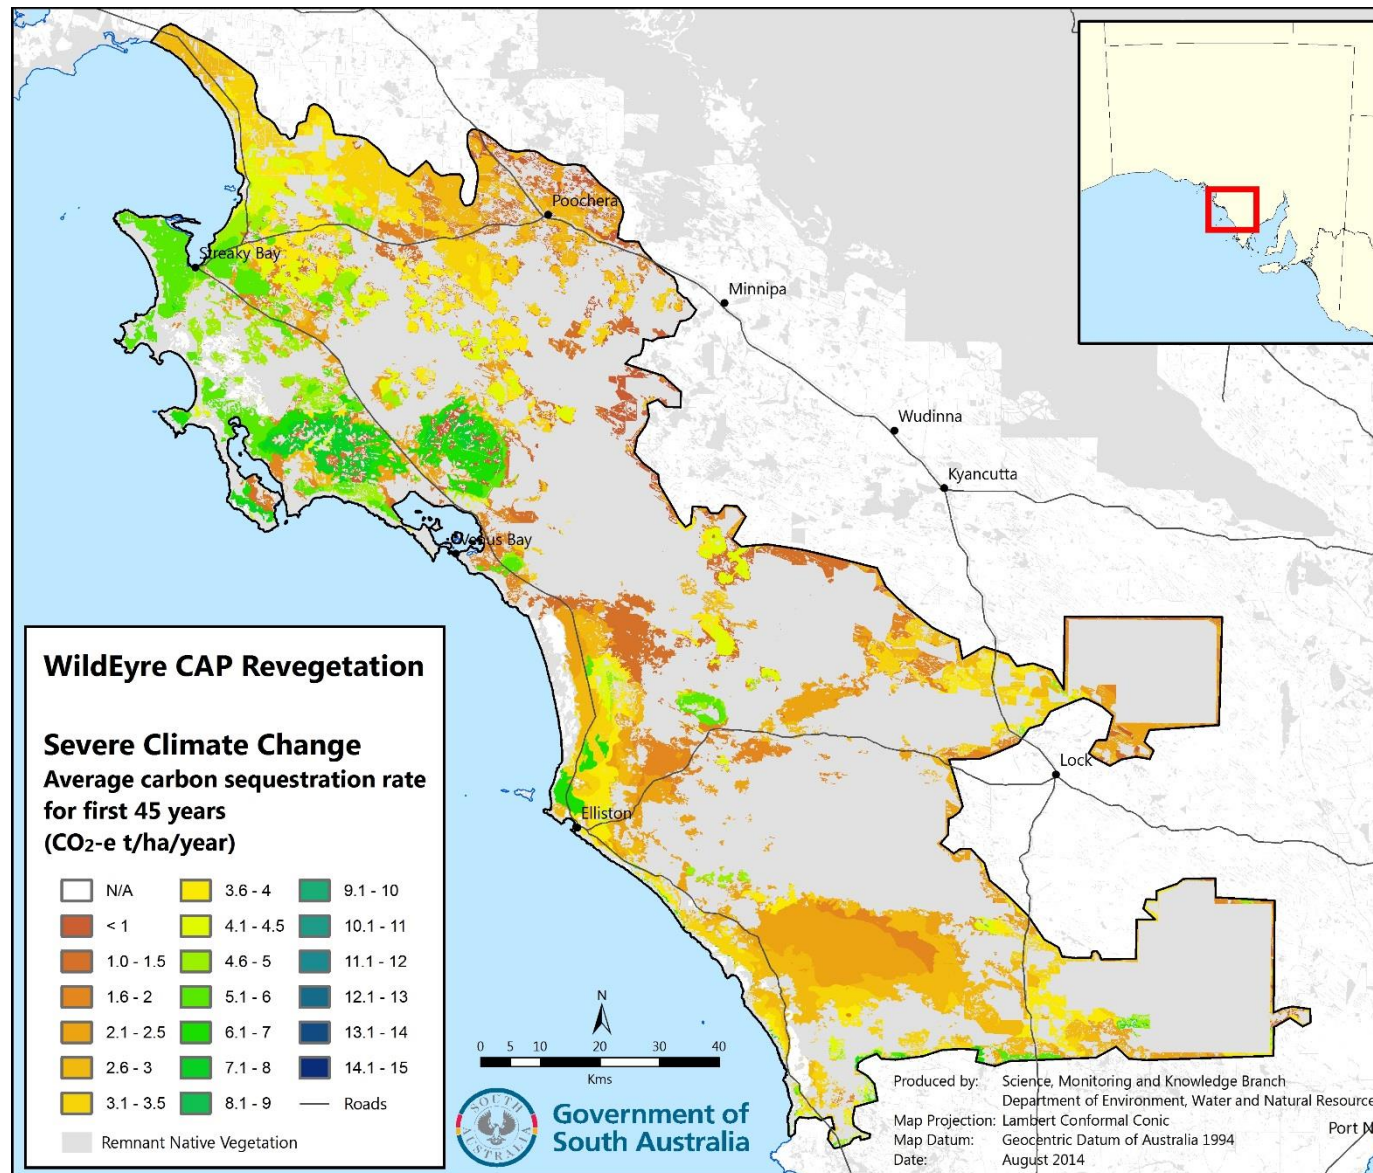 Poochera
Streaky Bay
Minnipa
Wudinna
Kyancutta
Venus Bay
Lock
Elliston
WildEyre CAP Revegetation
Severe Climate Change
Average carbon sequestration rate
for first 45 years
(CO2-e t/ha/year)
N/A
< 1
1.0 - 1.5
1.6 - 2
2.1 - 2.5
2.6 - 3
3.1 - 3.5
3.6 - 4
4.1 - 4.5
4.6 - 5
5.1 - 6
6.1 - 7
7.1 - 8
8.1 - 9
9.1 - 10
10.1 - 11
11.1 - 12
12.1 - 13
13.1 - 14
14.1 - 15
Roads
Remnant Native Vegetation
N
0 5 10 20 30 40
Kms
SOUTH AUSTRALIA
Government of
South Australia
Produced by: Science, Monitoring and Knowledge Branch
Department of Environment, Water and Natural Resource
Map Projection: Lambert Conformal Conic
Map Datum: Geocentric Datum of Australia 1994
Date: August 2014
Port N